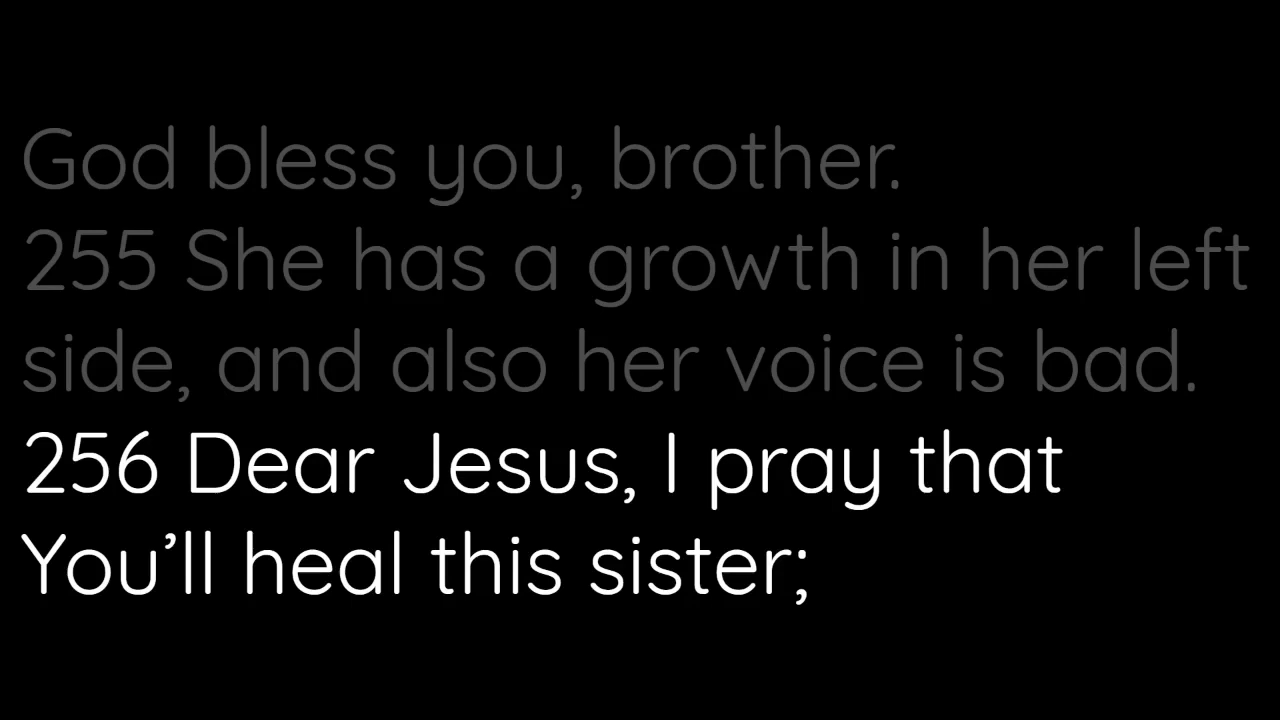 God bless you, brother.
255 She has a growth in her left
side, and also her voice is bad.
256 Dear Jesus, I pray that
You’ll heal this sister;